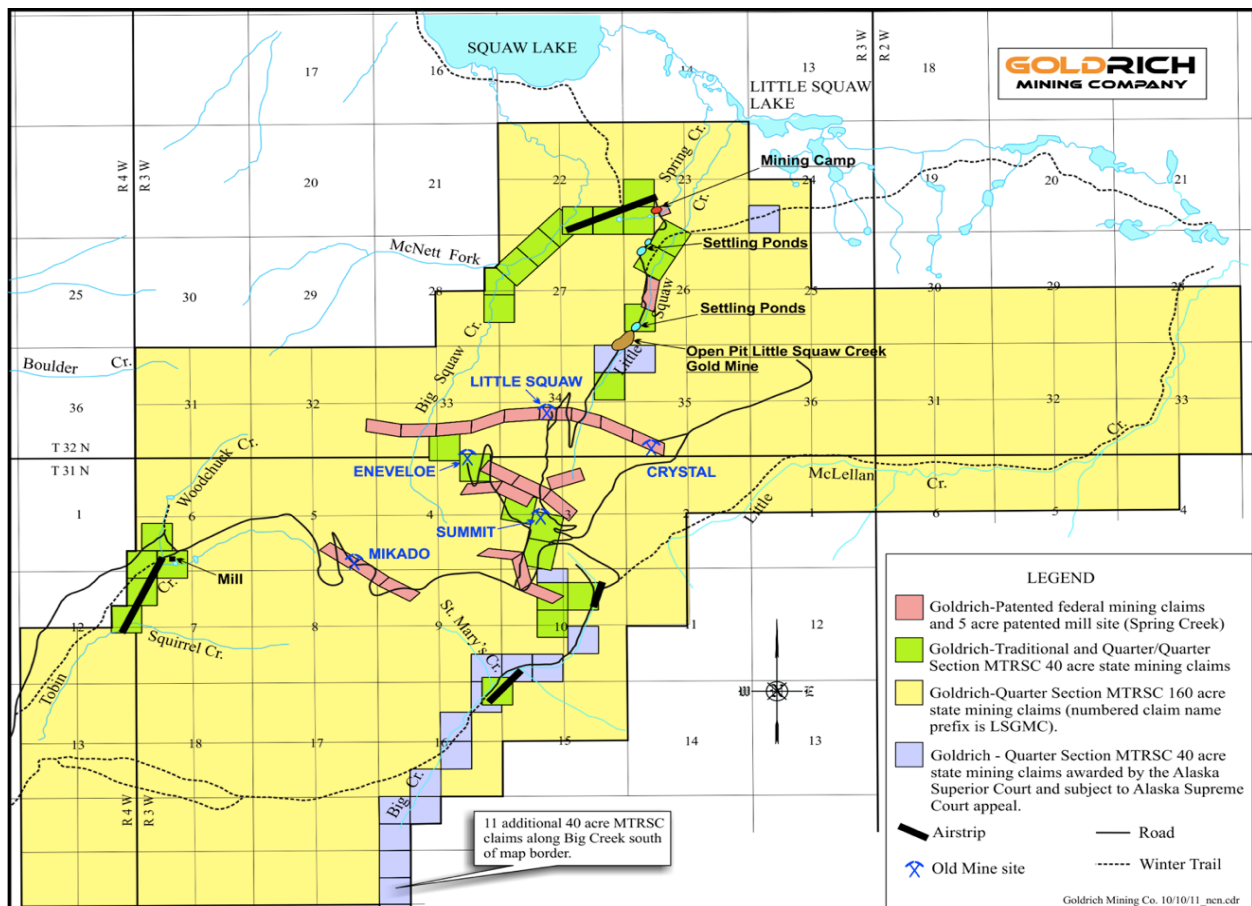 SQUAW LAKE
17
16
14
R 3 W
R 2 W
13
18
GOLDRICH
MINING COMPANY
LITTLE SQUAW
LAKE
R 4 W
R 3 W
20
21
22
Spring Cr.
23
Mining Camp
24
19
20
21
Cr.
McNett Fork
Settling Ponds
25
30
29
28
27
26
25
30
29
28
Squaw
Settling Ponds
Big Squaw Cr.
Little
Open Pit Little Squaw Creek
Gold Mine
Boulder Cr.
36
31
32
33
LITTLE SQUAW
34
35
36
31
32
33
T 32 N
T 31 N
ENEVELOE
CRYSTAL
Woodchuck Cr.
McLellan
Cr.
Cr.
Little
1
6
5
4
3
2
1
6
5
4
SUMMIT
MIKADO
Mill
Cr.
12
7
8
9
10
11
12
Squirrel Cr.
St. Mary's Cr.
Tobin
W
N
E
13
18
17
16
15
14
13
Big Cr.
R 4 W
R 3 W
11 additional 40 acre MTRSC
claims along Big Creek south
of map border.
LEGEND
Goldrich-Patented federal mining claims
and 5 acre patented mill site (Spring Creek)
Goldrich-Traditional and Quarter/Quarter
Section MTRSC 40 acre state mining claims
Goldrich-Quarter Section MTRSC 160 acre
state mining claims (numbered claim name
prefix is LSGMC).
Goldrich - Quarter Section MTRSC 40 acre
state mining claims awarded by the Alaska
Superior Court and subject to Alaska Supreme
Court appeal.
Airstrip
Road
Old Mine site
Winter Trail
Goldrich Mining Co. 10/10/11_ncn.cdr